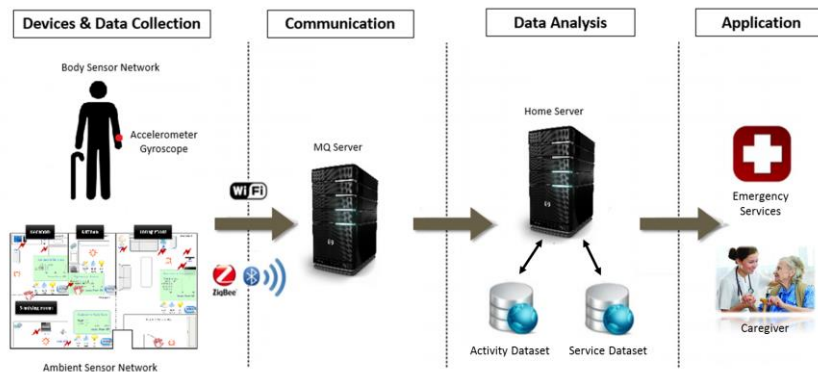 Devices & Data Collection
Communication
Data Analysis
Application
Body Sensor Network
Accelerometer
Gyroscope
WiFi
MQ Server
Home Server
Emergency
Services
ZigBee
Activity Dataset
Service Dataset
Caregiver
Ambient Sensor Network